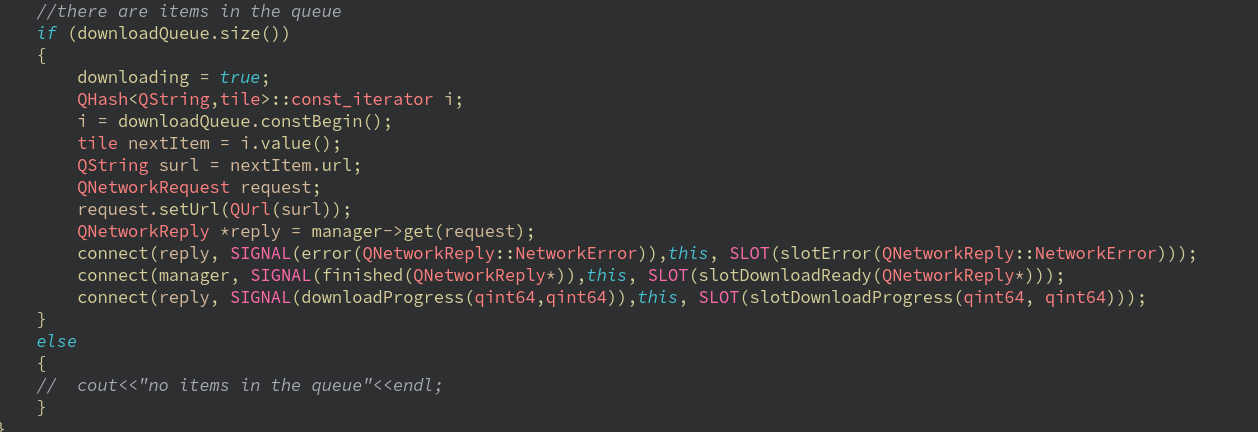 //there are items in the queue
if (downloadQueue.size())
{
downloading = true;
QHash<QString,tile>::const_iterator i;
i = downloadQueue.constBegin();
tile nextItem = i.value();
QString surl = nextItem.url;
QNetworkRequest request;
request.setUrl(QUrl(surl));
QNetworkReply *reply = manager->get(request);
connect(reply, SIGNAL(error(QNetworkReply::NetworkError)),this, SLOT(slotError(QNetworkReply::NetworkError)));
connect(manager, SIGNAL(finished(QNetworkReply*)),this, SLOT(slotDownloadReady(QNetworkReply*)));
connect(reply, SIGNAL(downloadProgress(qint64,qint64)),this, SLOT(slotDownloadProgress(qint64, qint64)));
}
else
{
//  cout<<"no items in the queue"<<endl;
}
}